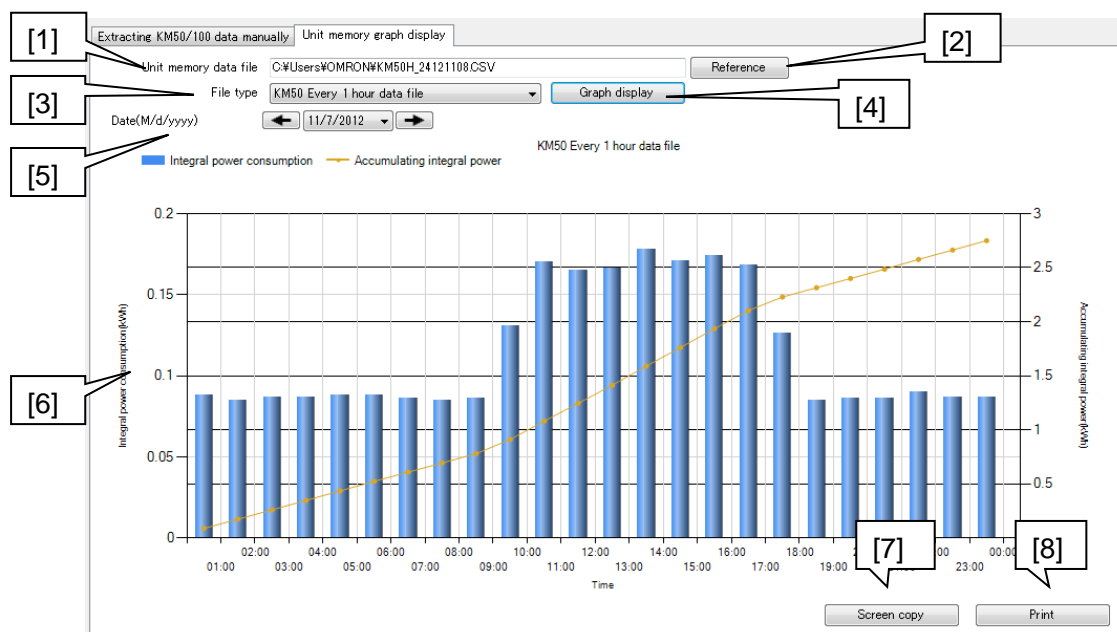 [1]
Extracting KM50/100 data manually
Unit memory graph display
[2]
Unit memory data file
C:¥Users¥OMRON¥KM50H_24121108.CSV
Reference
[3]
File type
KM50 Every 1 hour data file
Graph display
[4]
Date(M/d/yyyy)
11/7/2012
[5]
KM50 Every 1 hour data file
Integral power consumption
Accumulating integral power
0.2
0.15
0.1
0.05
0
3
2.5
2
1.5
1
0.5
Integral power consumption(kWh)
Accumulating integral power(kWh)
[6]
[7]
[8]
02:00 04:00 06:00 08:00 10:00 12:00 14:00 16:00 18:00 00:00
01:00 03:00 05:00 07:00 09:00 11:00 13:00 15:00 17:00 19:00 23:00
Time
Screen copy
Print